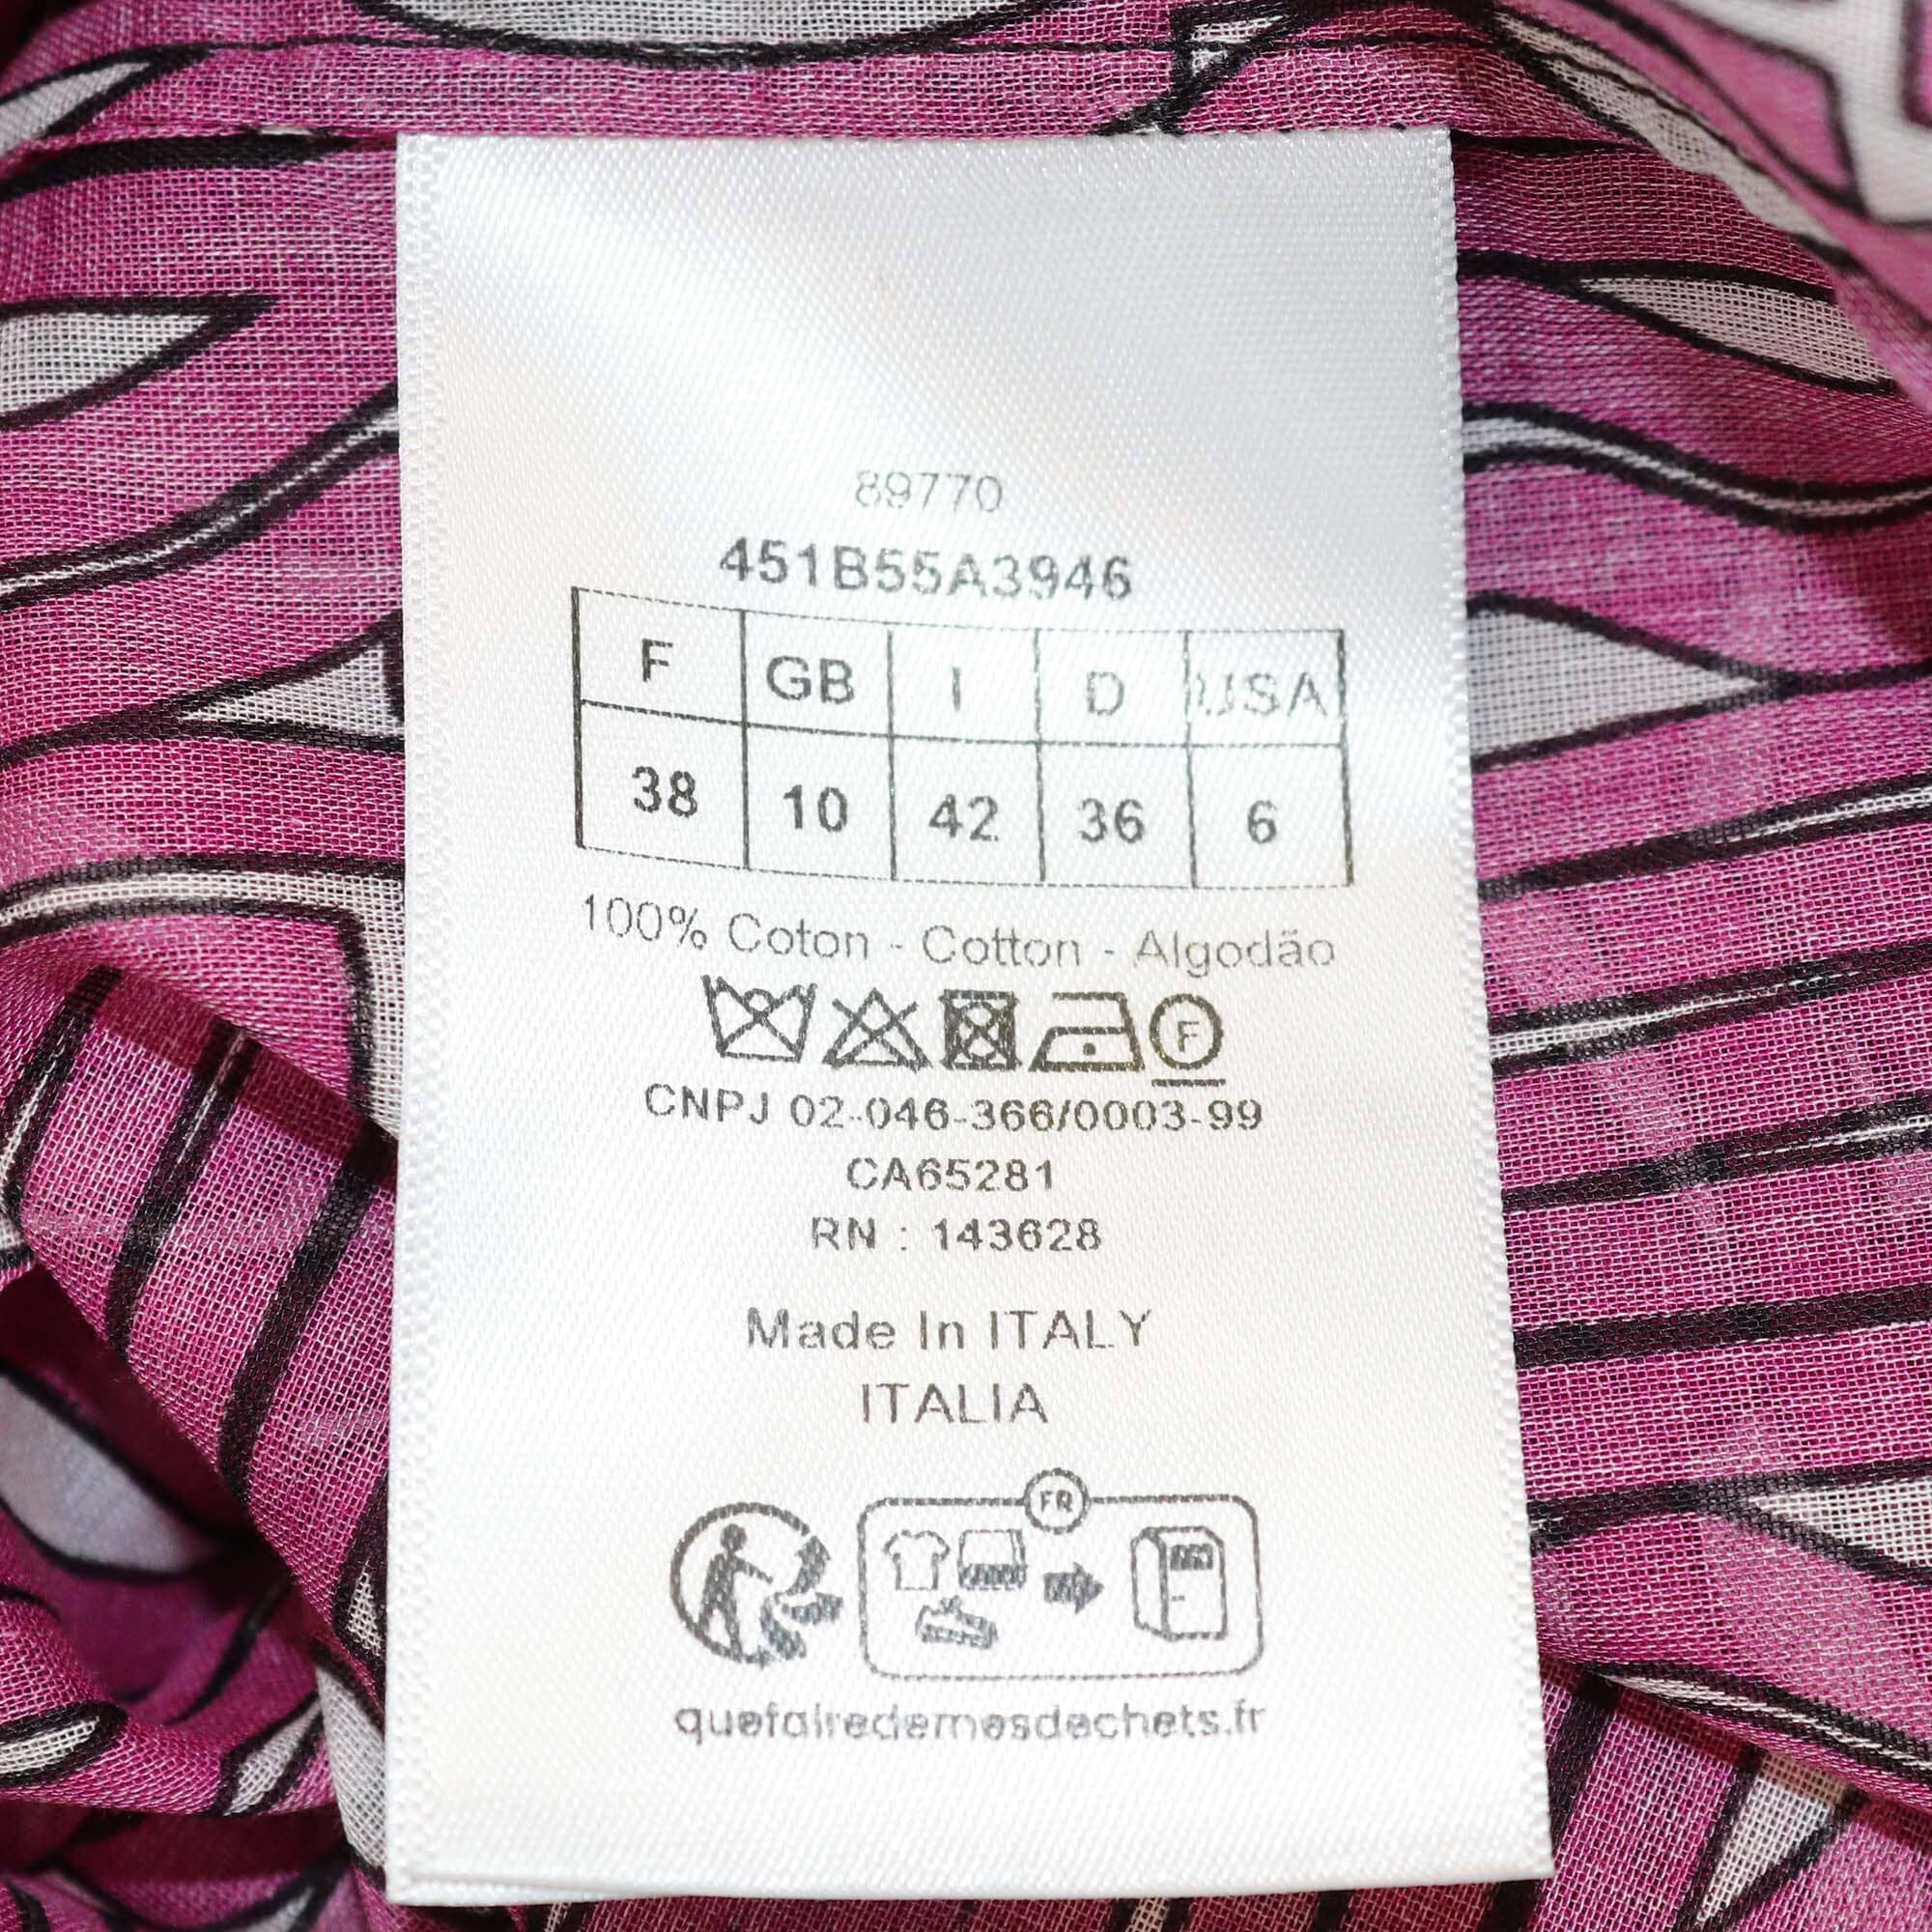 89770
451B55A3946
F GB I D USA
38 10 42 36 6
100% Coton - Cotton - Algodão
F
CNPJ 02-046-366/0003-99
CA65281
RN : 143628
Made In ITALY
ITALIA
FR
quefairedemesdechets.fr